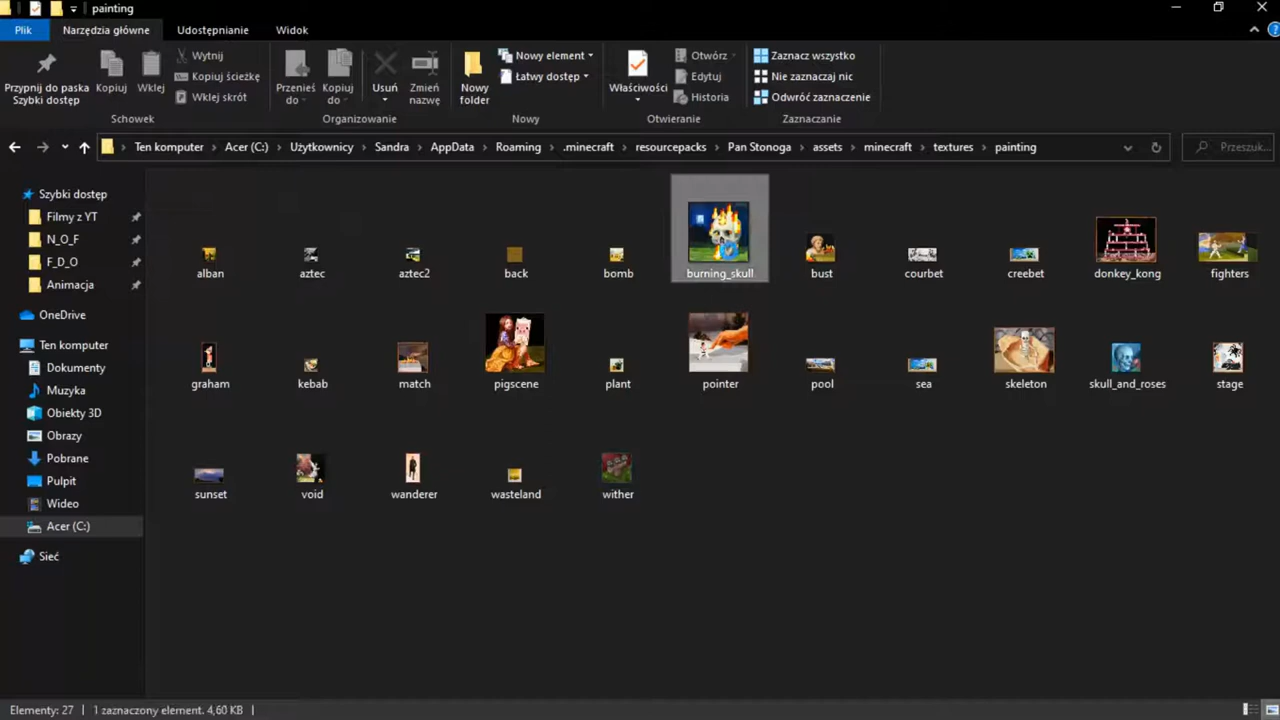 painting
Plik Narzędzia główne Udostępnianie Widok
Przypnij do paska Szybki dostęp
Kopiuj
Wklej
Wytnij
Kopiuj ścieżkę
Wklej skrót
Schowek
Przenieś do
Kopiuj do
Usuń
Zmień nazwę
Organizowanie
Nowy folder
Nowy element
Łatwy dostęp
Nowy
Właściwości
Otwórz
Edytuj
Historia
Otwieranie
Zaznacz wszystko
Nie zaznaczaj nic
Odwróć zaznaczenie
Zaznaczanie
Ten komputer Acer (C:) Użytkownicy Sandra AppData Roaming .minecraft resourcepacks Pan Stonoga assets minecraft textures painting
Przeszuk...
Szybki dostęp
Filmy z YT
N_O_F
F_D_O
Animacja
OneDrive
Ten komputer
Dokumenty
Muzyka
Obiekty 3D
Obrazy
Pobrane
Pulpit
Wideo
Acer (C:)
Sieć
alban aztec aztec2 back bomb burning_skull bust courbet creebet donkey_kong fighters
graham kebab match pigscene plant pointer pool sea skeleton skull_and_roses stage
sunset void wanderer wasteland wither
Elementy: 27 1 zaznaczony element. 4,60 KB